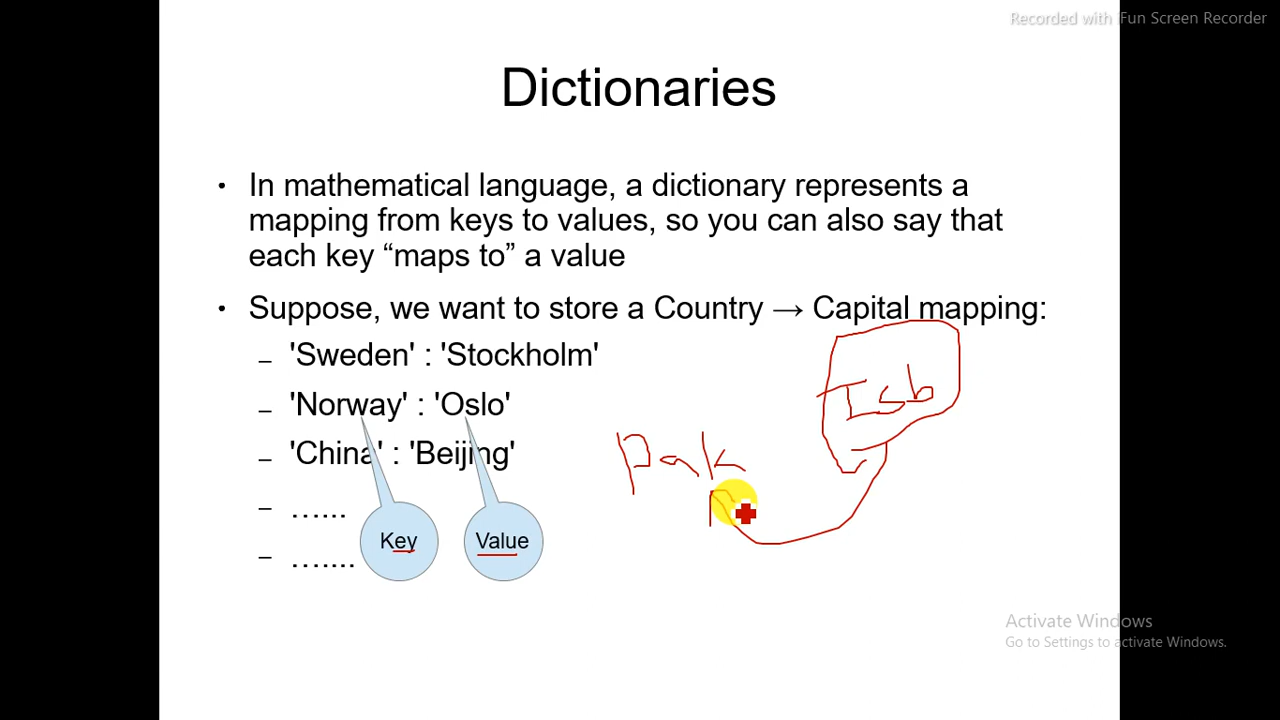 Recorded with iFun Screen Recorder
Dictionaries
• In mathematical language, a dictionary represents a
mapping from keys to values, so you can also say that
each key “maps to” a value
• Suppose, we want to store a Country → Capital mapping:
– 'Sweden' : 'Stockholm'
– 'Norway' : 'Oslo'
– 'China' : 'Beijing'
– …...
– …....
Key
Value
Pak
Isb
Activate Windows
Go to Settings to activate Windows.